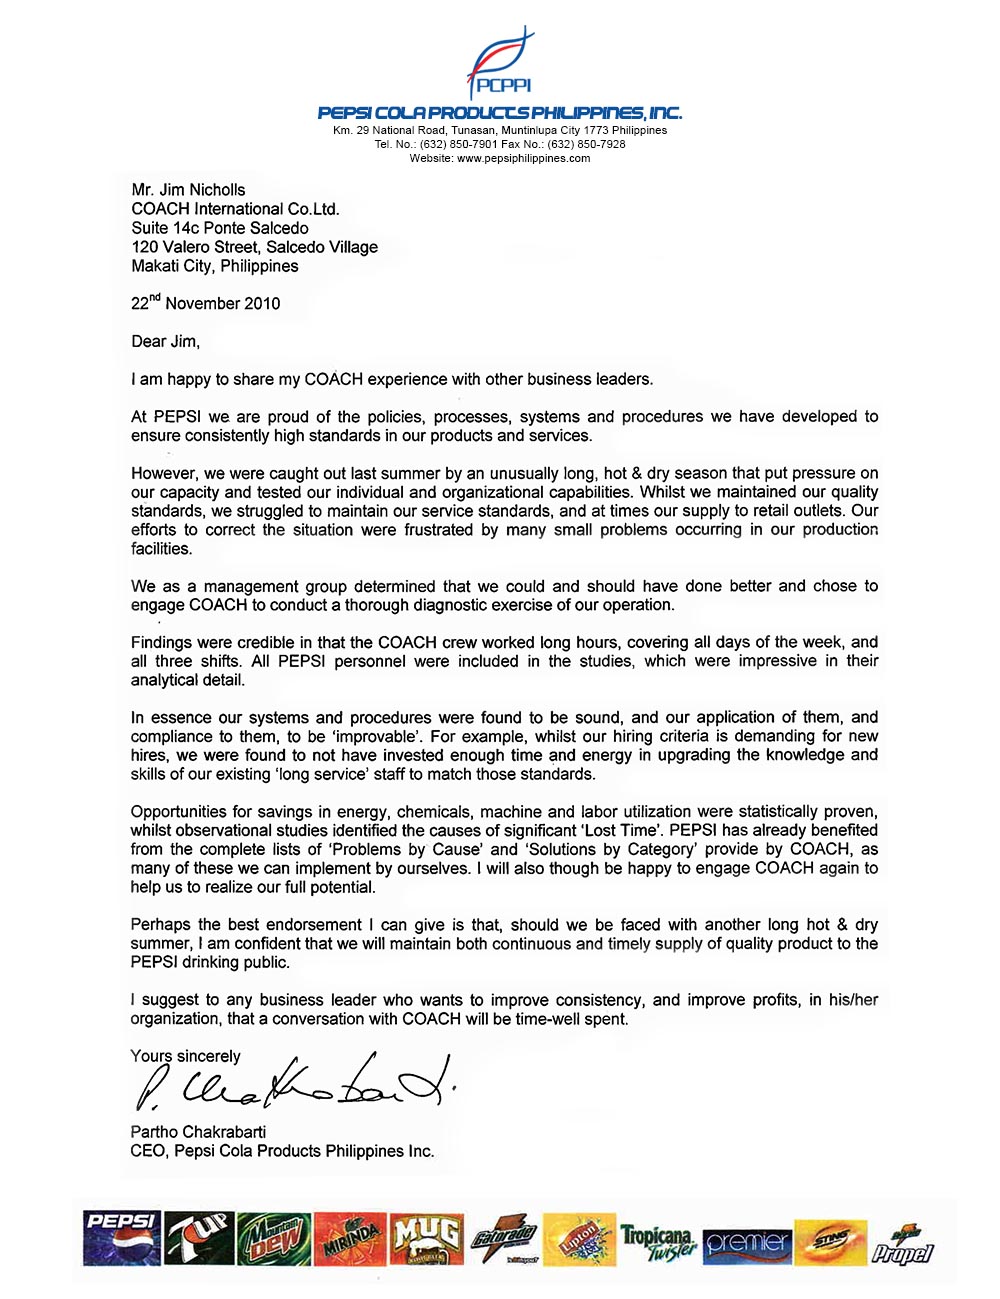 PCPPI
PEPSI COLA PRODUCTS PHILIPPINES, INC.
Km. 29 National Road, Tunasan, Muntinlupa City 1773 Philippines
Tel. No.: (632) 850-7901 Fax No.: (632) 850-7928
Website: www.pepsiphilippines.com
Mr. Jim Nicholls
COACH International Co.Ltd.
Suite 14c Ponte Salcedo
120 Valero Street, Salcedo Village
Makati City, Philippines
22nd November 2010
Dear Jim,
I am happy to share my COACH experience with other business leaders.
At PEPSI we are proud of the policies, processes, systems and procedures we have developed to
ensure consistently high standards in our products and services.
However, we were caught out last summer by an unusually long, hot & dry season that put pressure on
our capacity and tested our individual and organizational capabilities. Whilst we maintained our quality
standards, we struggled to maintain our service standards, and at times our supply to retail outlets. Our
efforts to correct the situation were frustrated by many small problems occurring in our production
facilities.
We as a management group determined that we could and should have done better and chose to
engage COACH to conduct a thorough diagnostic exercise of our operation.
Findings were credible in that the COACH crew worked long hours, covering all days of the week, and
all three shifts. All PEPSI personnel were included in the studies, which were impressive in their
analytical detail.
In essence our systems and procedures were found to be sound, and our application of them, and
compliance to them, to be 'improvable'. For example, whilst our hiring criteria is demanding for new
hires, we were found to not have invested enough time and energy in upgrading the knowledge and
skills of our existing 'long service' staff to match those standards.
Opportunities for savings in energy, chemicals, machine and labor utilization were statistically proven,
whilst observational studies identified the causes of significant 'Lost Time'. PEPSI has already benefited
from the complete lists of 'Problems by Cause' and 'Solutions by Category' provide by COACH, as
many of these we can implement by ourselves. I will also though be happy to engage COACH again to
help us to realize our full potential.
Perhaps the best endorsement I can give is that, should we be faced with another long hot & dry
summer, I am confident that we will maintain both continuous and timely supply of quality product to the
PEPSI drinking public.
I suggest to any business leader who wants to improve consistency, and improve profits, in his/her
organization, that a conversation with COACH will be time-well spent.
Yours sincerely
P. Chakrabarti.
Partho Chakrabarti
CEO, Pepsi Cola Products Philippines Inc.
PEPSI 7UP Mountain Dew MIRINDA MUG Gatorade Lipton Tropicana Twister premier STING Propel